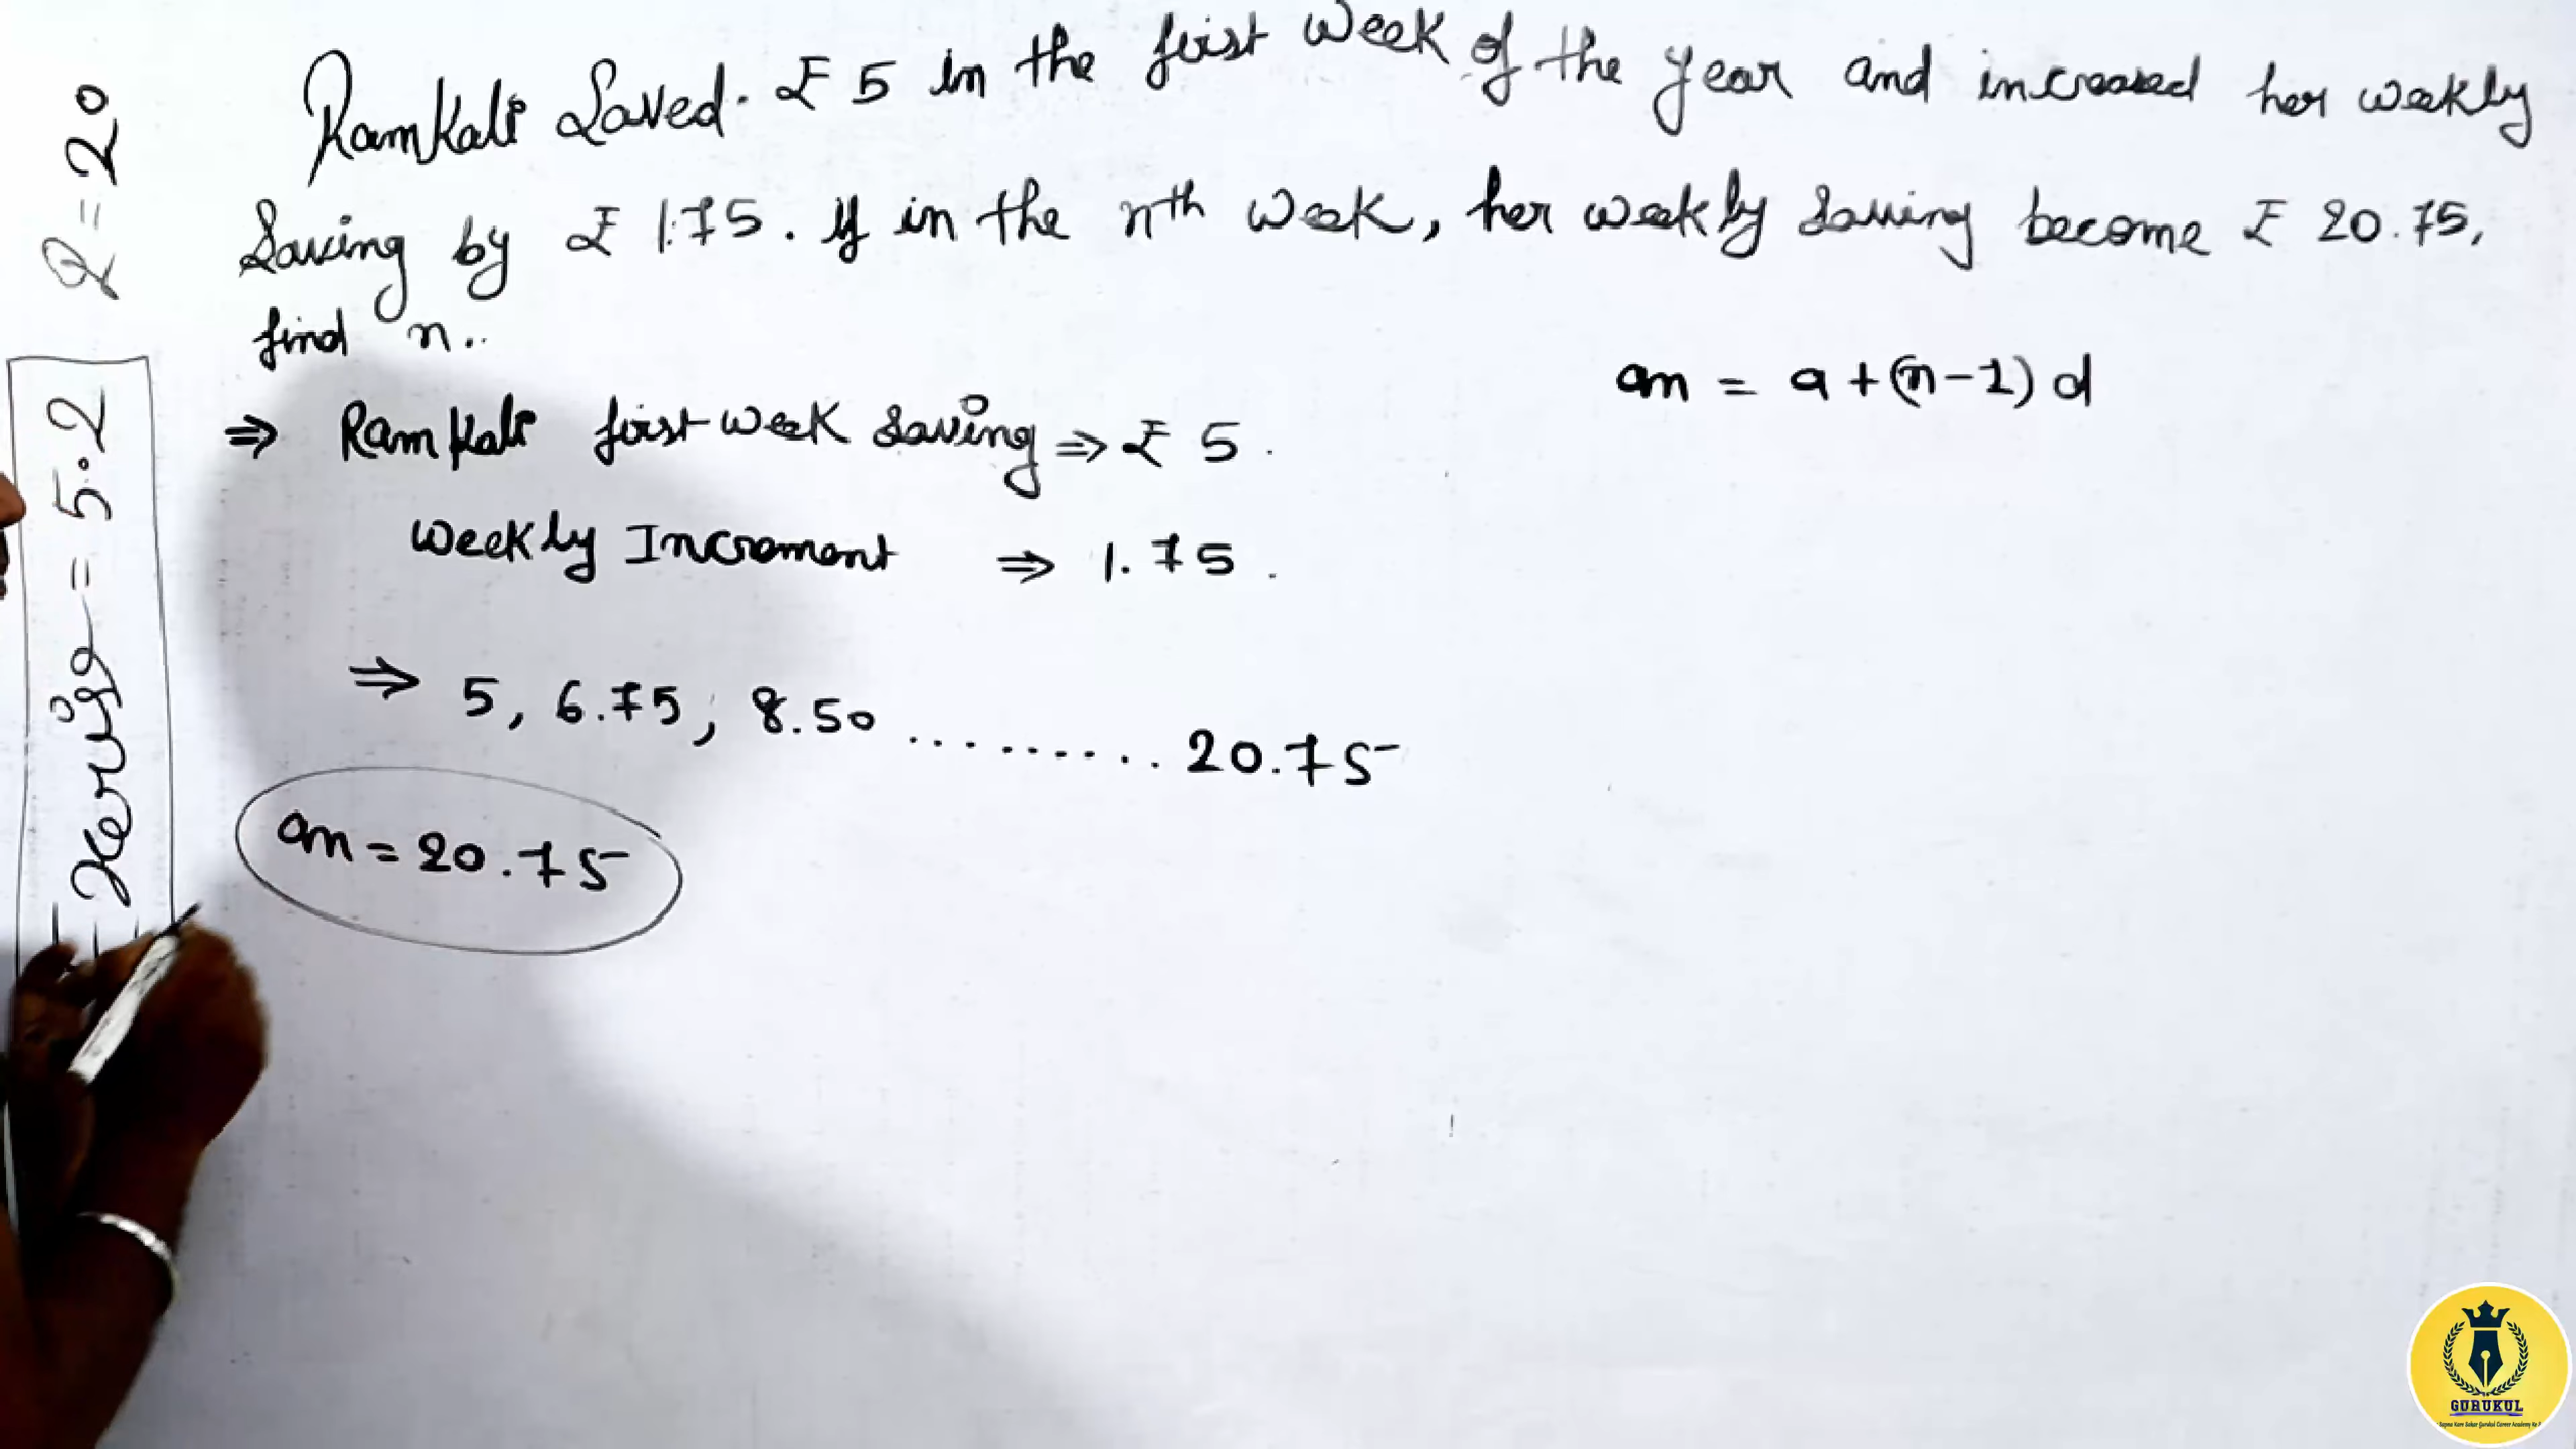 Q=20
Exercise = 5.2
Ramkali Saved. ₹ 5 in the first week of the year and increased her weekly
Saving by ₹ 1.75. If in the nth week, her weekly saving become ₹ 20.75,
find n..
an = a + (n-1) d
⇒ Ramkali first week saving ⇒ ₹ 5.
Weekly Increment ⇒ 1.75.
⇒ 5, 6.75, 8.50 ......... 20.75
an = 20.75
GURUKUL